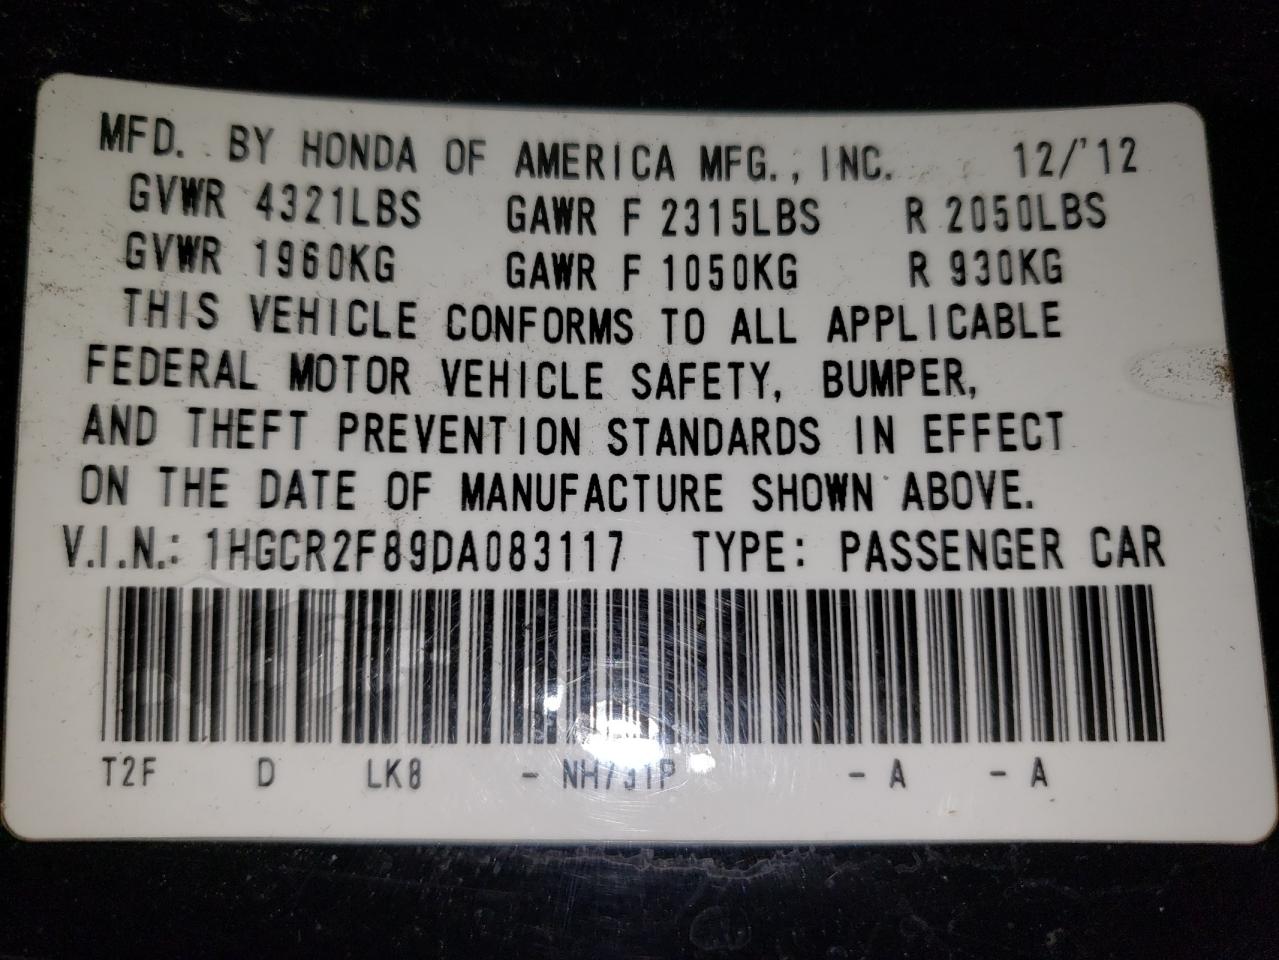 MFD. BY HONDA OF AMERICA MFG., INC. 12/'12
GVWR 4321LBS GAWR F 2315LBS R 2050LBS
GVWR 1960KG GAWR F 1050KG R 930KG
THIS VEHICLE CONFORMS TO ALL APPLICABLE
FEDERAL MOTOR VEHICLE SAFETY, BUMPER,
AND THEFT PREVENTION STANDARDS IN EFFECT
ON THE DATE OF MANUFACTURE SHOWN ABOVE.
V.I.N.: 1HGCR2F89DA083117 TYPE: PASSENGER CAR
T2F D LK8 - NH731P - A - A